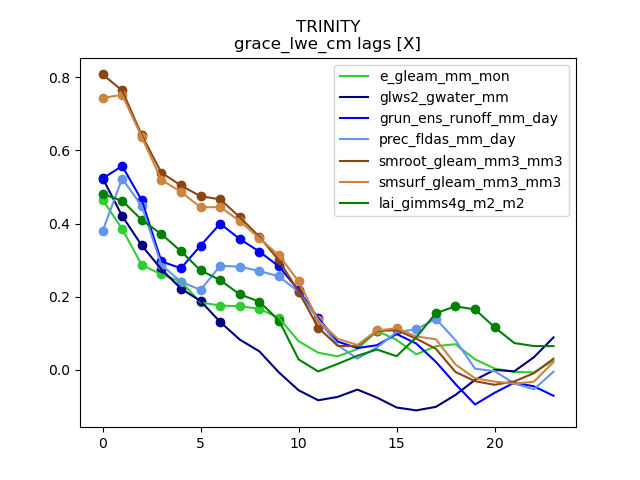 TRINITY
grace_lwe_cm lags [X]
e_gleam_mm_mon
glws2_gwater_mm
grun_ens_runoff_mm_day
prec_fldas_mm_day
smroot_gleam_mm3_mm3
smsurf_gleam_mm3_mm3
lai_gimms4g_m2_m2
0.8
0.6
0.4
0.2
0.0
0 5 10 15 20